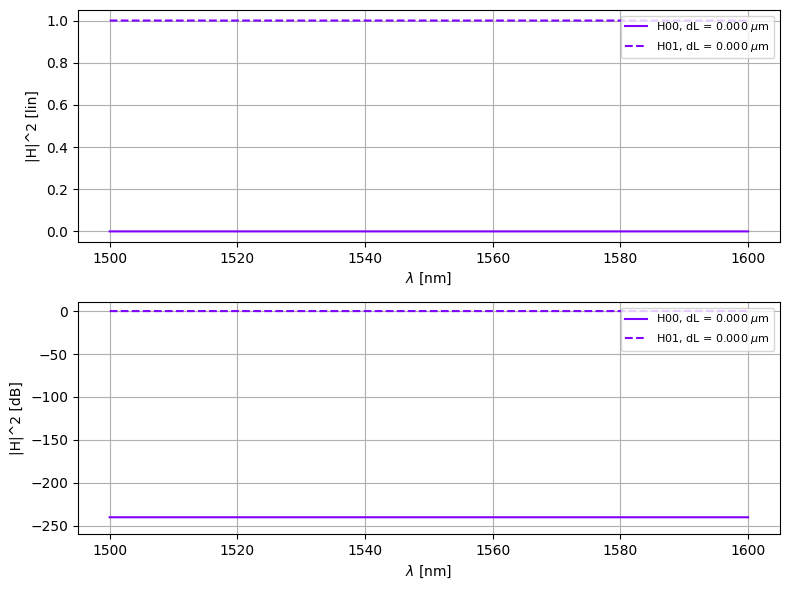 1.0
0.8
0.6
0.4
0.2
0.0
|H|^2 [lin]
H00, dL = 0.000 μm
H01, dL = 0.000 μm
1500 1520 1540 1560 1580 1600
λ [nm]
0
−50
−100
−150
−200
−250
|H|^2 [dB]
H00, dL = 0.000 μm
H01, dL = 0.000 μm
1500 1520 1540 1560 1580 1600
λ [nm]